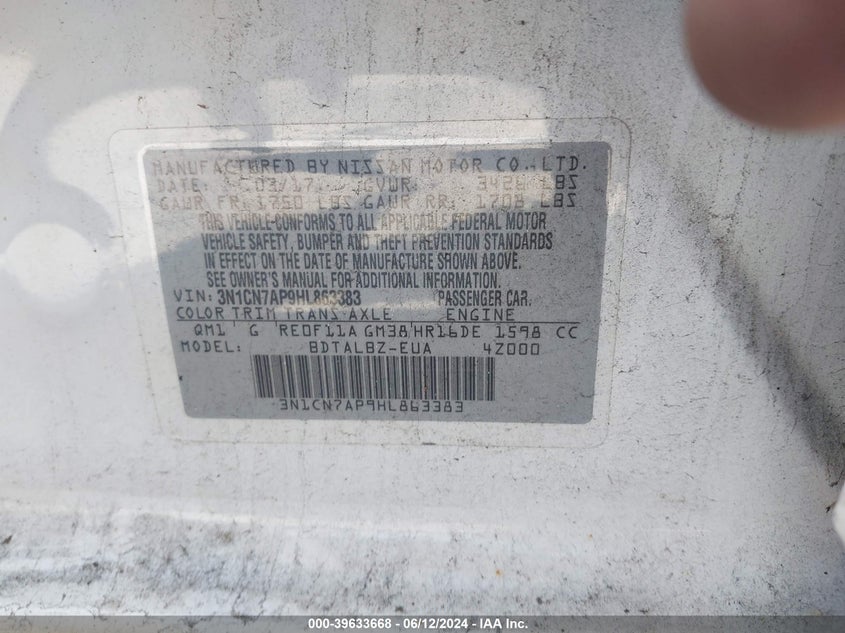 MANUFACTURED BY NISSAN MOTOR CO., LTD.
DATE: 03/17 GVWR: 3428 LBS
GAWR FR: 1750 LBS GAWR RR: 1708 LBS
THIS VEHICLE CONFORMS TO ALL APPLICABLE FEDERAL MOTOR
VEHICLE SAFETY, BUMPER AND THEFT PREVENTION STANDARDS
IN EFFECT ON THE DATE OF MANUFACTURE SHOWN ABOVE.
SEE OWNER'S MANUAL FOR ADDITIONAL INFORMATION.
VIN: 3N1CN7AP9HL863383 PASSENGER CAR.
COLOR TRIM TRANS-AXLE ENGINE
QM1 G RE0F11A GM38 HR16DE 1598 CC
MODEL: BDTALBZ-EUA 4Z000
3N1CN7AP9HL863383
000-39633668 - 06/12/2024 - COPYRIGHT IAA, LLC.